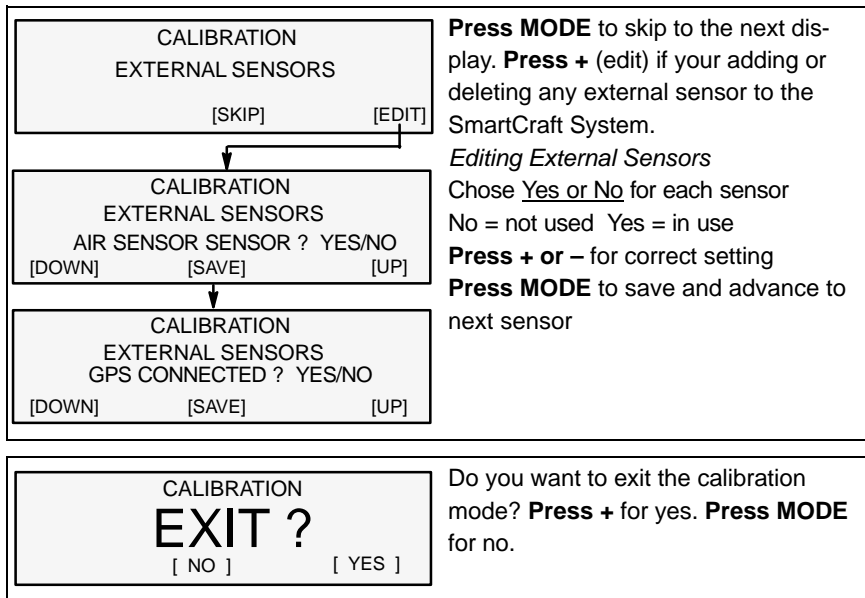 CALIBRATION
EXTERNAL SENSORS
[SKIP] [EDIT]
CALIBRATION
EXTERNAL SENSORS
AIR SENSOR SENSOR ? YES/NO
[DOWN] [SAVE] [UP]
CALIBRATION
EXTERNAL SENSORS
GPS CONNECTED ? YES/NO
[DOWN] [SAVE] [UP]
Press MODE to skip to the next dis-
play. Press + (edit) if your adding or
deleting any external sensor to the
SmartCraft System.
Editing External Sensors
Chose Yes or No for each sensor
No = not used Yes = in use
Press + or – for correct setting
Press MODE to save and advance to
next sensor
CALIBRATION
EXIT ?
[ NO ] [ YES ]
Do you want to exit the calibration
mode? Press + for yes. Press MODE
for no.